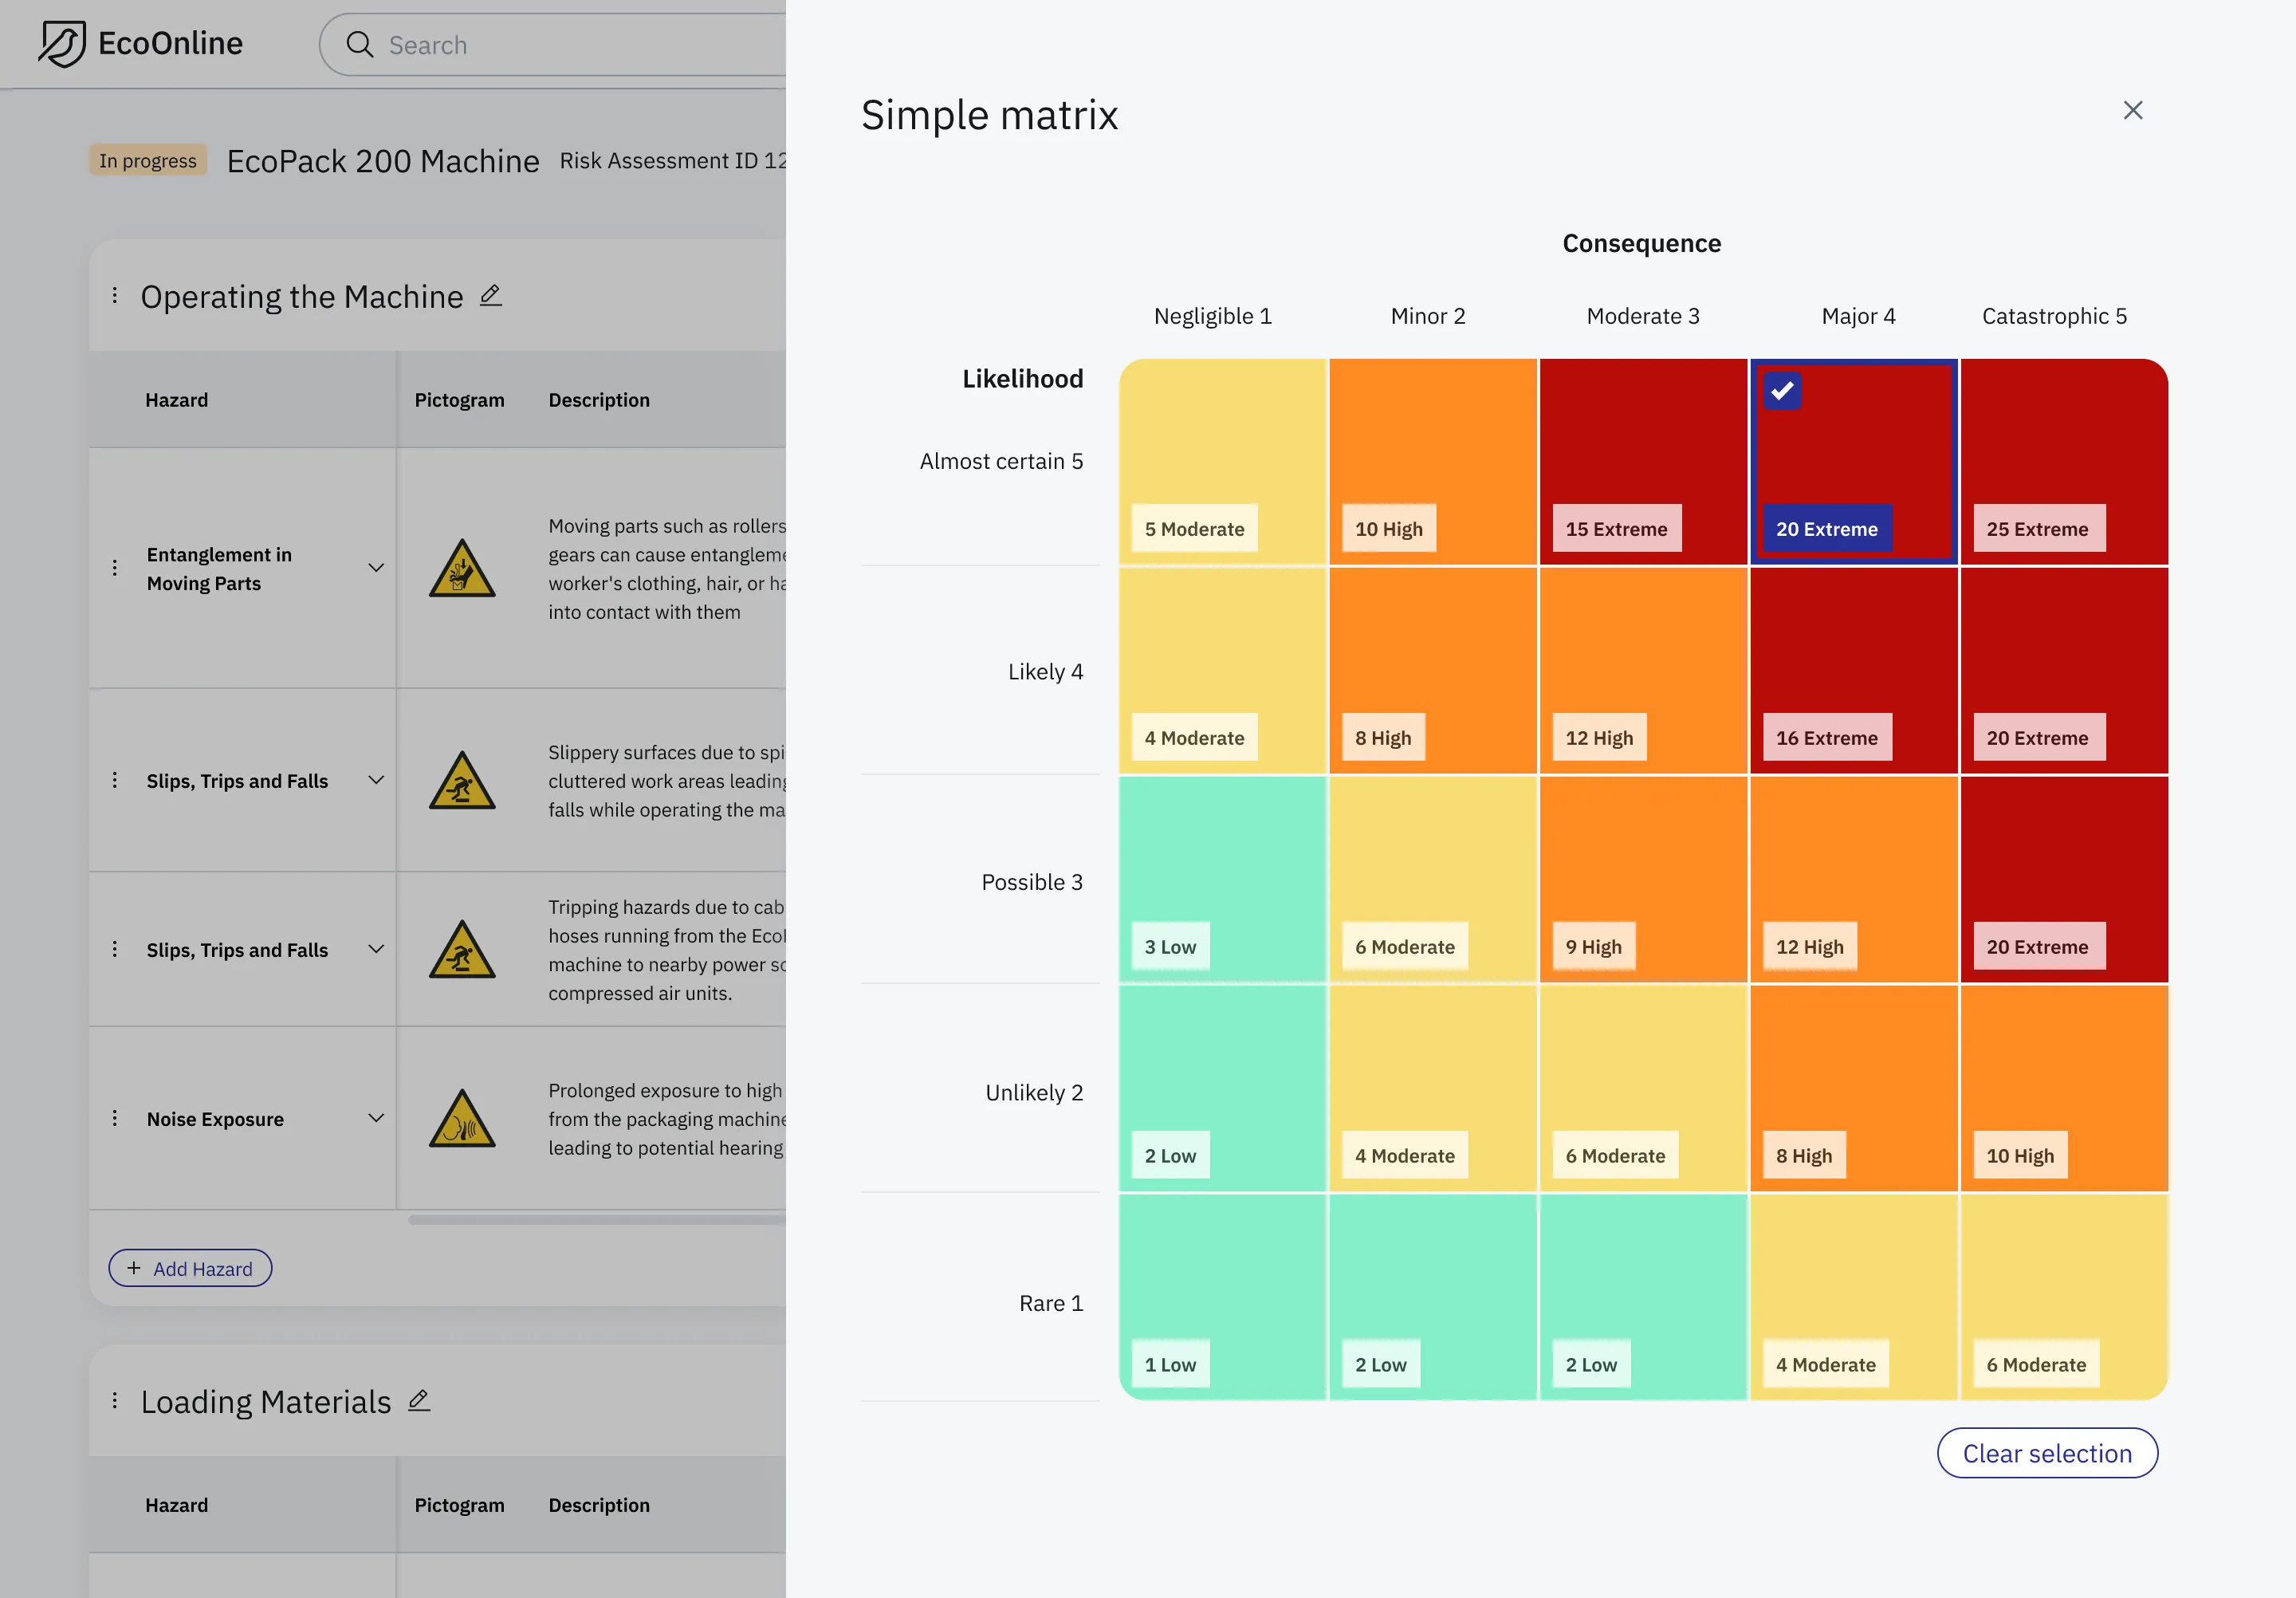 EcoOnline
Search
In progress
EcoPack 200 Machine
Risk Assessment ID 12
Operating the Machine
Hazard
Pictogram
Description
Entanglement in
Moving Parts
Moving parts such as rollers
gears can cause
worker's clothing, hair, or
into contact with them
Slips, Trips and Falls
Slippery surfaces due to
cluttered work areas leading
falls while operating the
Slips, Trips and Falls
Tripping hazards due to
hoses running from the
machine to nearby power
compressed air units.
Noise Exposure
Prolonged exposure to high
from the packaging machine
leading to potential hearing
+ Add Hazard
Loading Materials
Hazard
Pictogram
Description
Simple matrix
Consequence
Negligible 1
Minor 2
Moderate 3
Major 4
Catastrophic 5
Likelihood
Almost certain 5
5 Moderate
10 High
15 Extreme
20 Extreme
25 Extreme
Likely 4
4 Moderate
8 High
12 High
16 Extreme
20 Extreme
Possible 3
3 Low
6 Moderate
9 High
12 High
20 Extreme
Unlikely 2
2 Low
4 Moderate
6 Moderate
8 High
10 High
Rare 1
1 Low
2 Low
2 Low
4 Moderate
6 Moderate
Clear selection